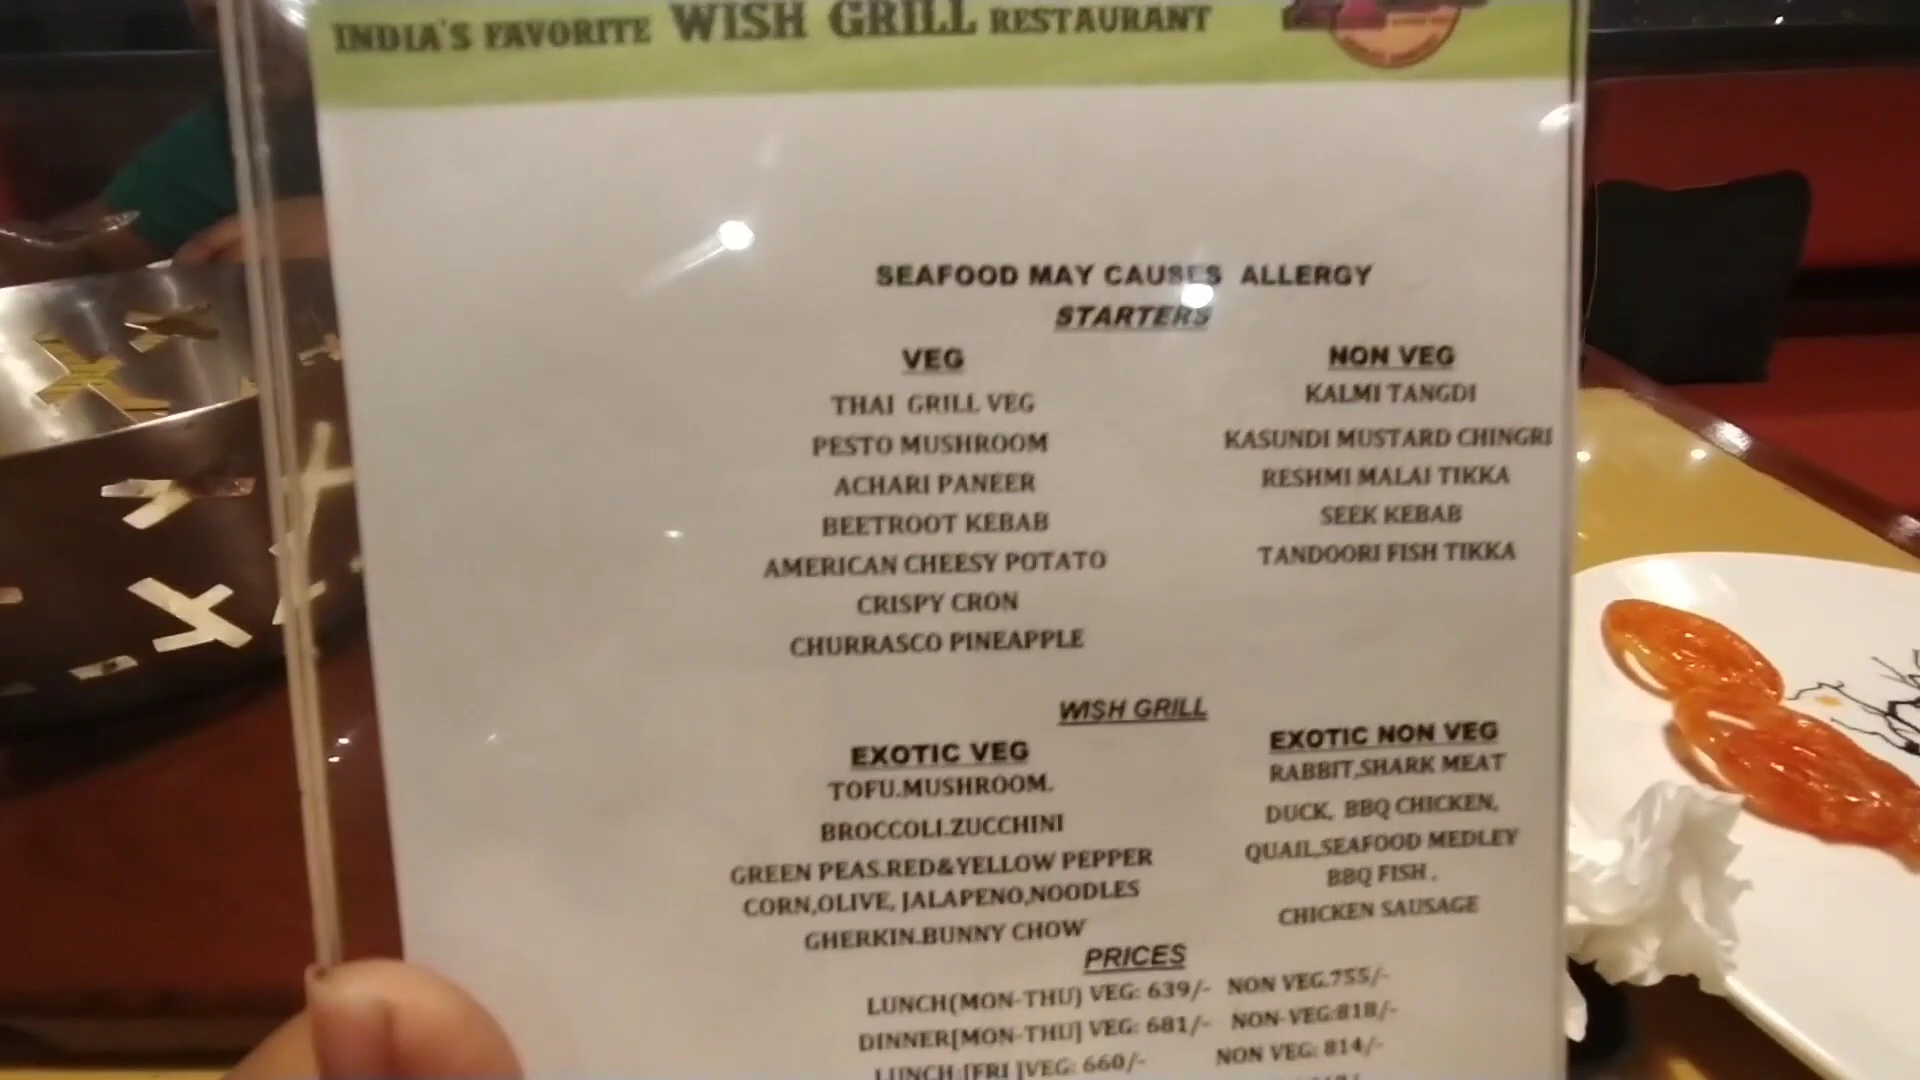 INDIA'S FAVORITE WISH GRILL RESTAURANT
SEAFOOD MAY CAUSES ALLERGY
STARTERS
VEG NON VEG
THAI GRILL VEG KALMI TANGDI
PESTO MUSHROOM KASUNDI MUSTARD CHINGRI
ACHARI PANEER RESHMI MALAI TIKKA
BEETROOT KEBAB SEEK KEBAB
AMERICAN CHEESY POTATO TANDOORI FISH TIKKA
CRISPY CRON
CHURRASCO PINEAPPLE
WISH GRILL
EXOTIC VEG EXOTIC NON VEG
TOFU.MUSHROOM. RABBIT,SHARK MEAT
BROCCOLI.ZUCCHINI DUCK, BBQ CHICKEN,
GREEN PEAS.RED&YELLOW PEPPER QUAIL,SEAFOOD MEDLEY
CORN,OLIVE, JALAPENO,NOODLES BBQ FISH .
GHERKIN.BUNNY CHOW CHICKEN SAUSAGE
PRICES
LUNCH(MON-THU) VEG: 639/- NON VEG.755/-
DINNER[MON-THU] VEG: 681/- NON-VEG:818/-
LUNCH:[FRI ]VEG: 660/- NON VEG: 814/-